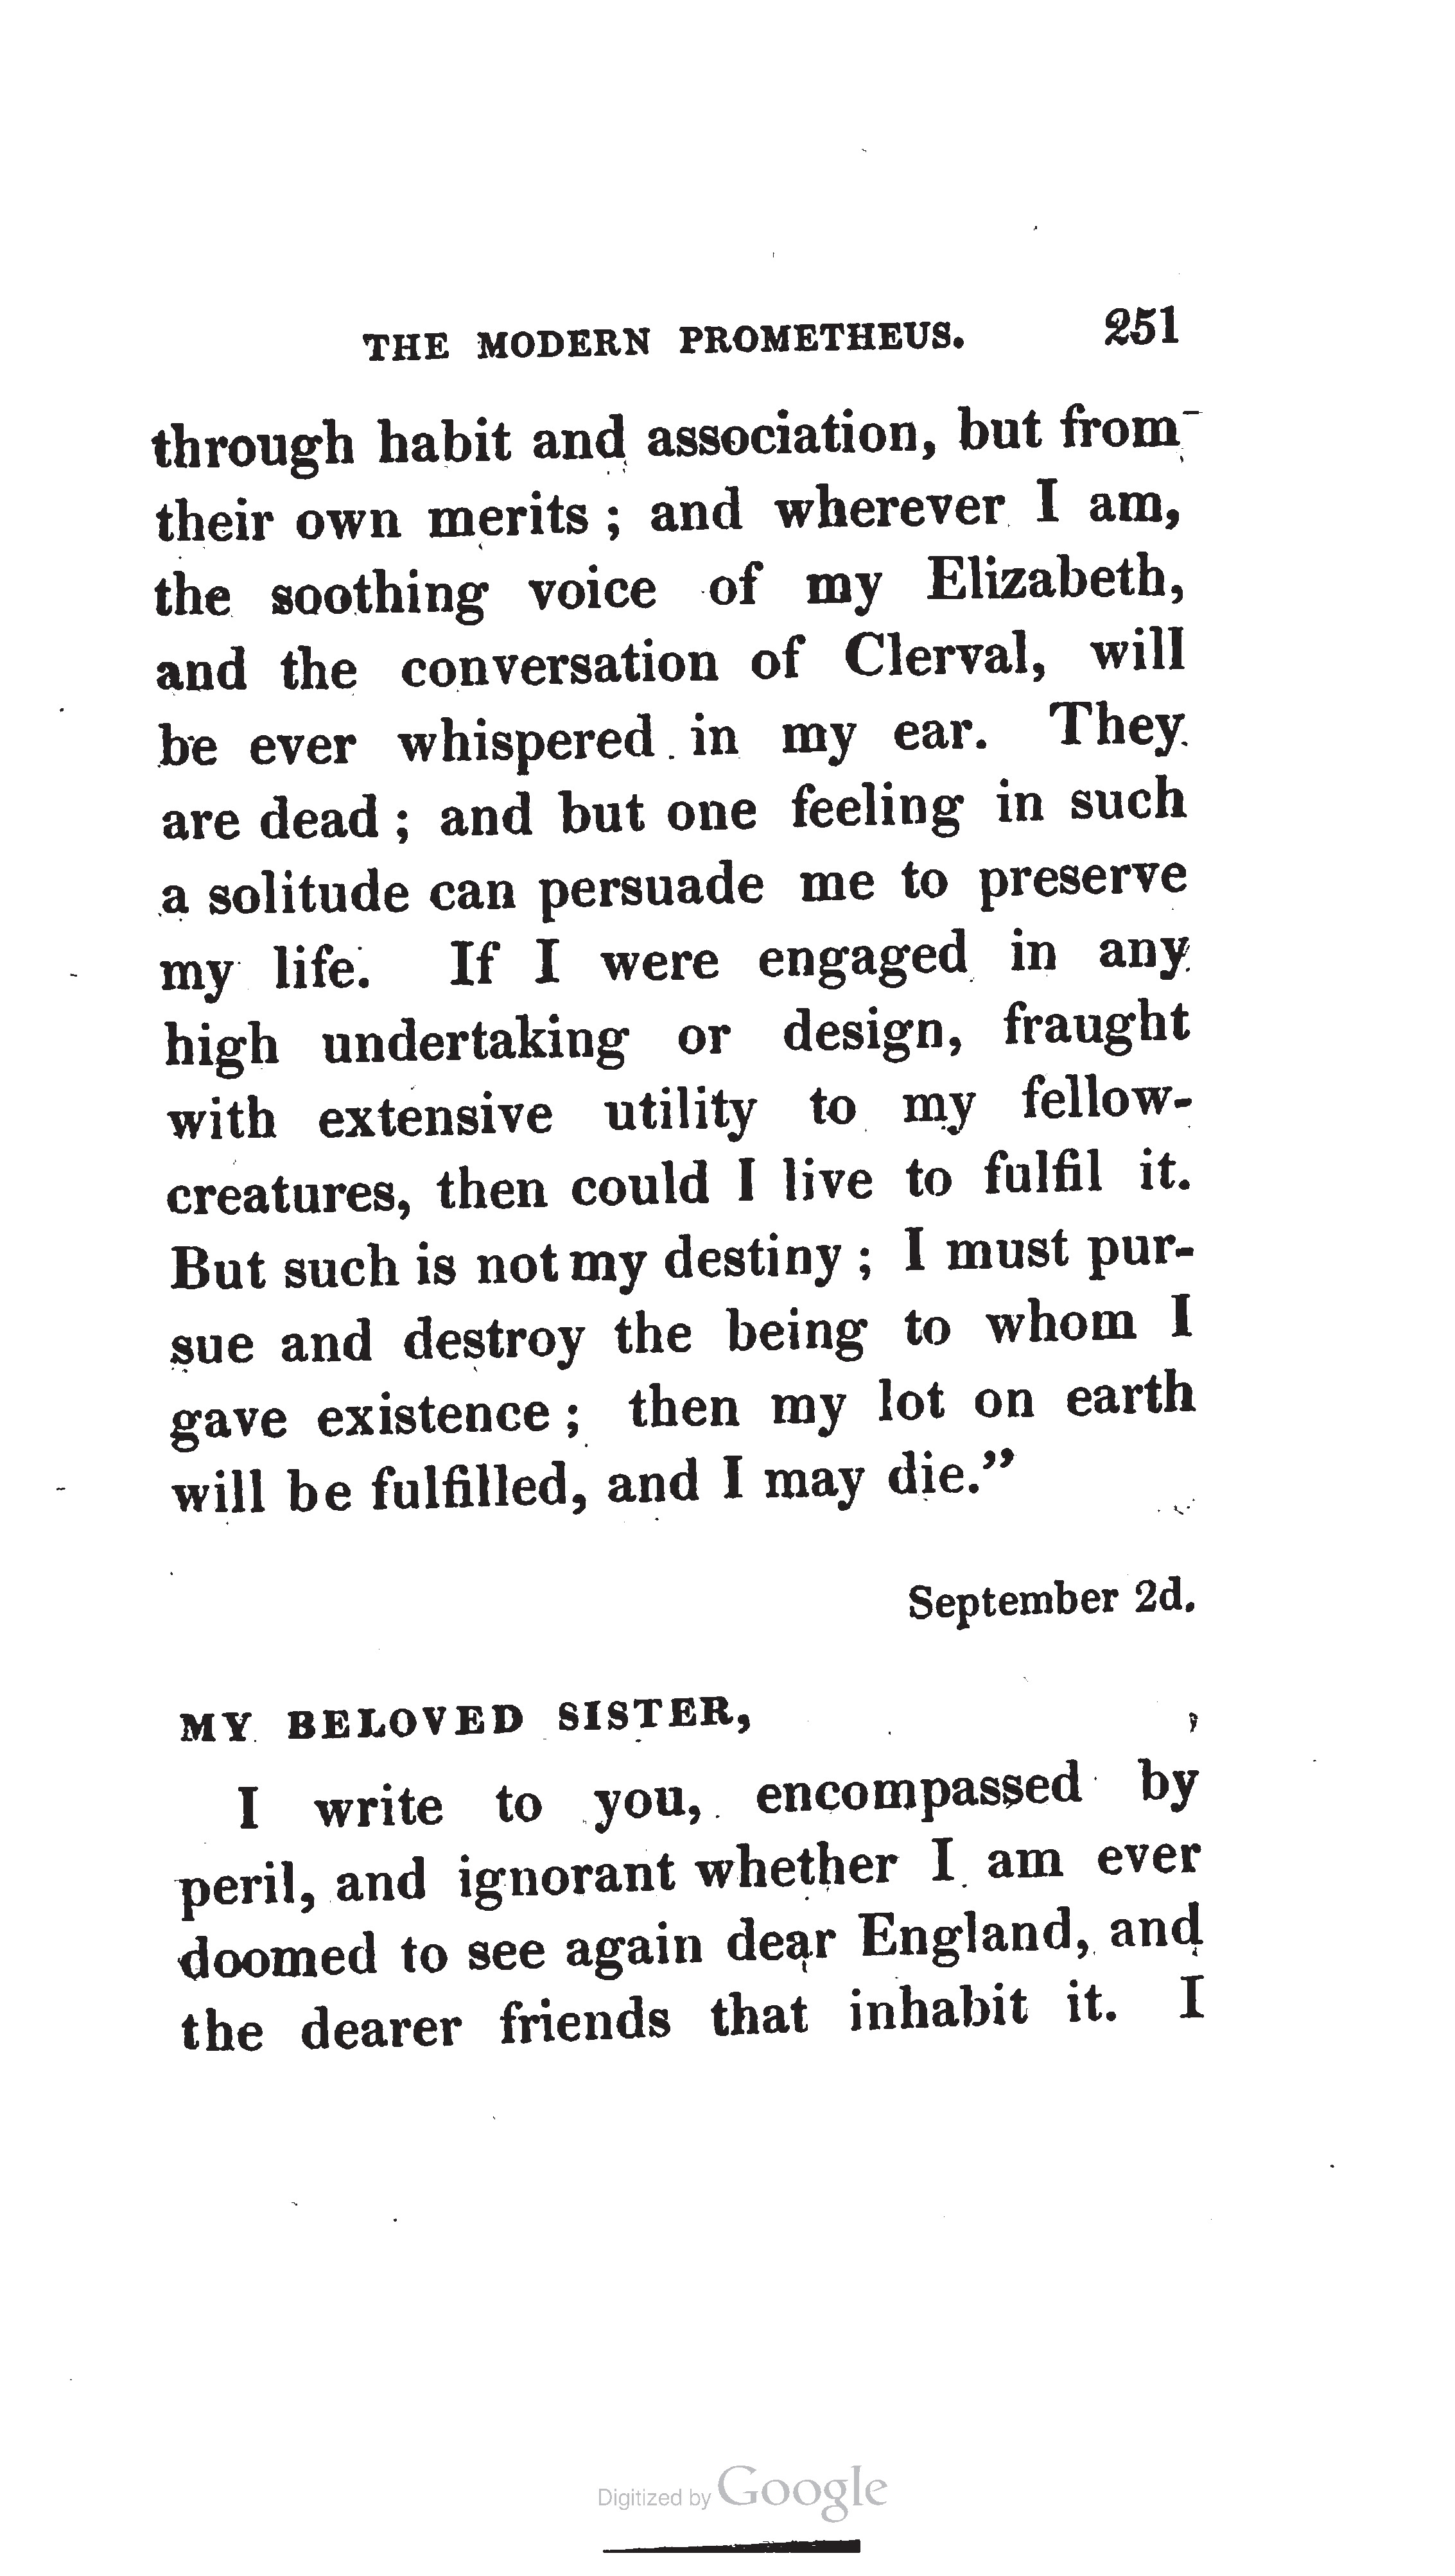 THE MODERN PROMETHEUS. 251
through habit and association, but from
their own merits ; and wherever I am,
the soothing voice of my Elizabeth,
and the conversation of Clerval, will
be ever whispered in my ear. They
are dead ; and but one feeling in such
a solitude can persuade me to preserve
my life. If I were engaged in any
high undertaking or design, fraught
with extensive utility to my fellow-
creatures, then could I live to fulfil it.
But such is not my destiny ; I must pur-
sue and destroy the being to whom I
gave existence ; then my lot on earth
will be fulfilled, and I may die.”
September 2d.
MY BELOVED SISTER,
I write to you, encompassed by
peril, and ignorant whether I am ever
doomed to see again dear England, and
the dearer friends that inhabit it. I
Digitized by Google